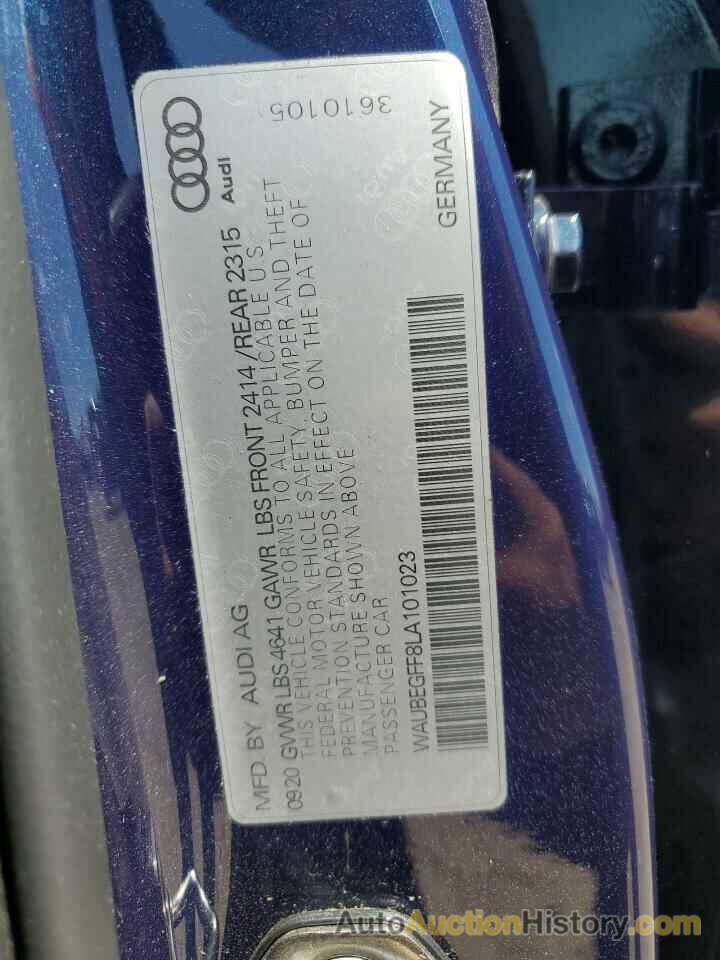 MFD BY AUDI AG
Audi
0920 GVWR LBS 4641 GAWR LBS FRONT 2414 / REAR 2315
THIS VEHICLE CONFORMS TO ALL APPLICABLE U.S
FEDERAL MOTOR VEHICLE SAFETY, BUMPER AND THEFT
PREVENTION STANDARDS IN EFFECT ON THE DATE OF
MANUFACTURE SHOWN ABOVE
PASSENGER CAR
3610105
WAUBEGFF8LA101023
GERMANY
AutoAuctionHistory.com